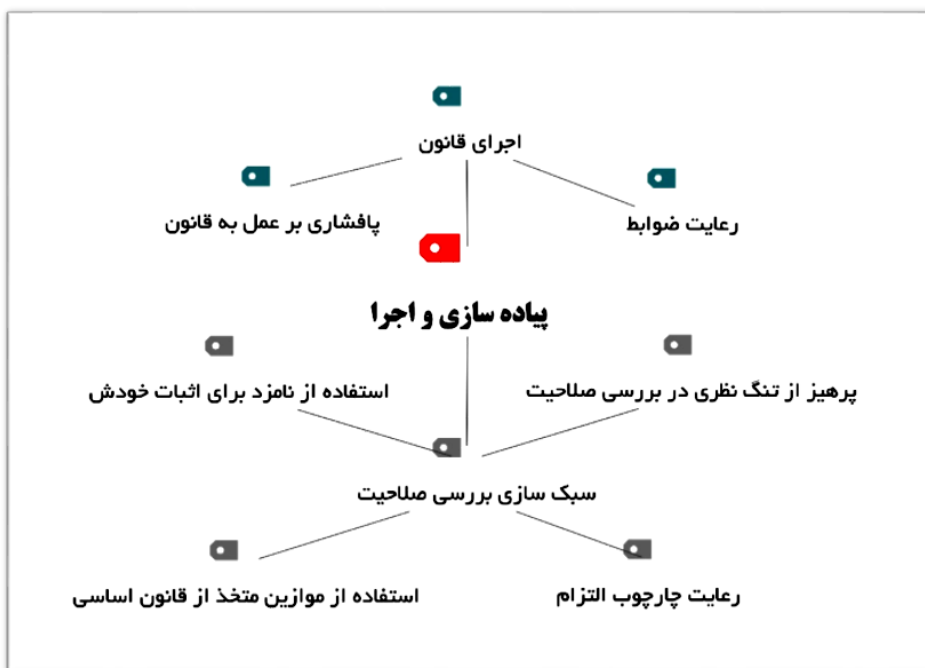 اجرای قانون
رعایت ضوابط
پافشاری بر عمل به قانون
پیاده سازی و اجرا
پرهیز از تنگ نظری در بررسی صلاحیت
استفاده از نامزد برای اثبات خودش
سبک سازی بررسی صلاحیت
رعایت چارچوب التزام
استفاده از موازین متخذ از قانون اساسی